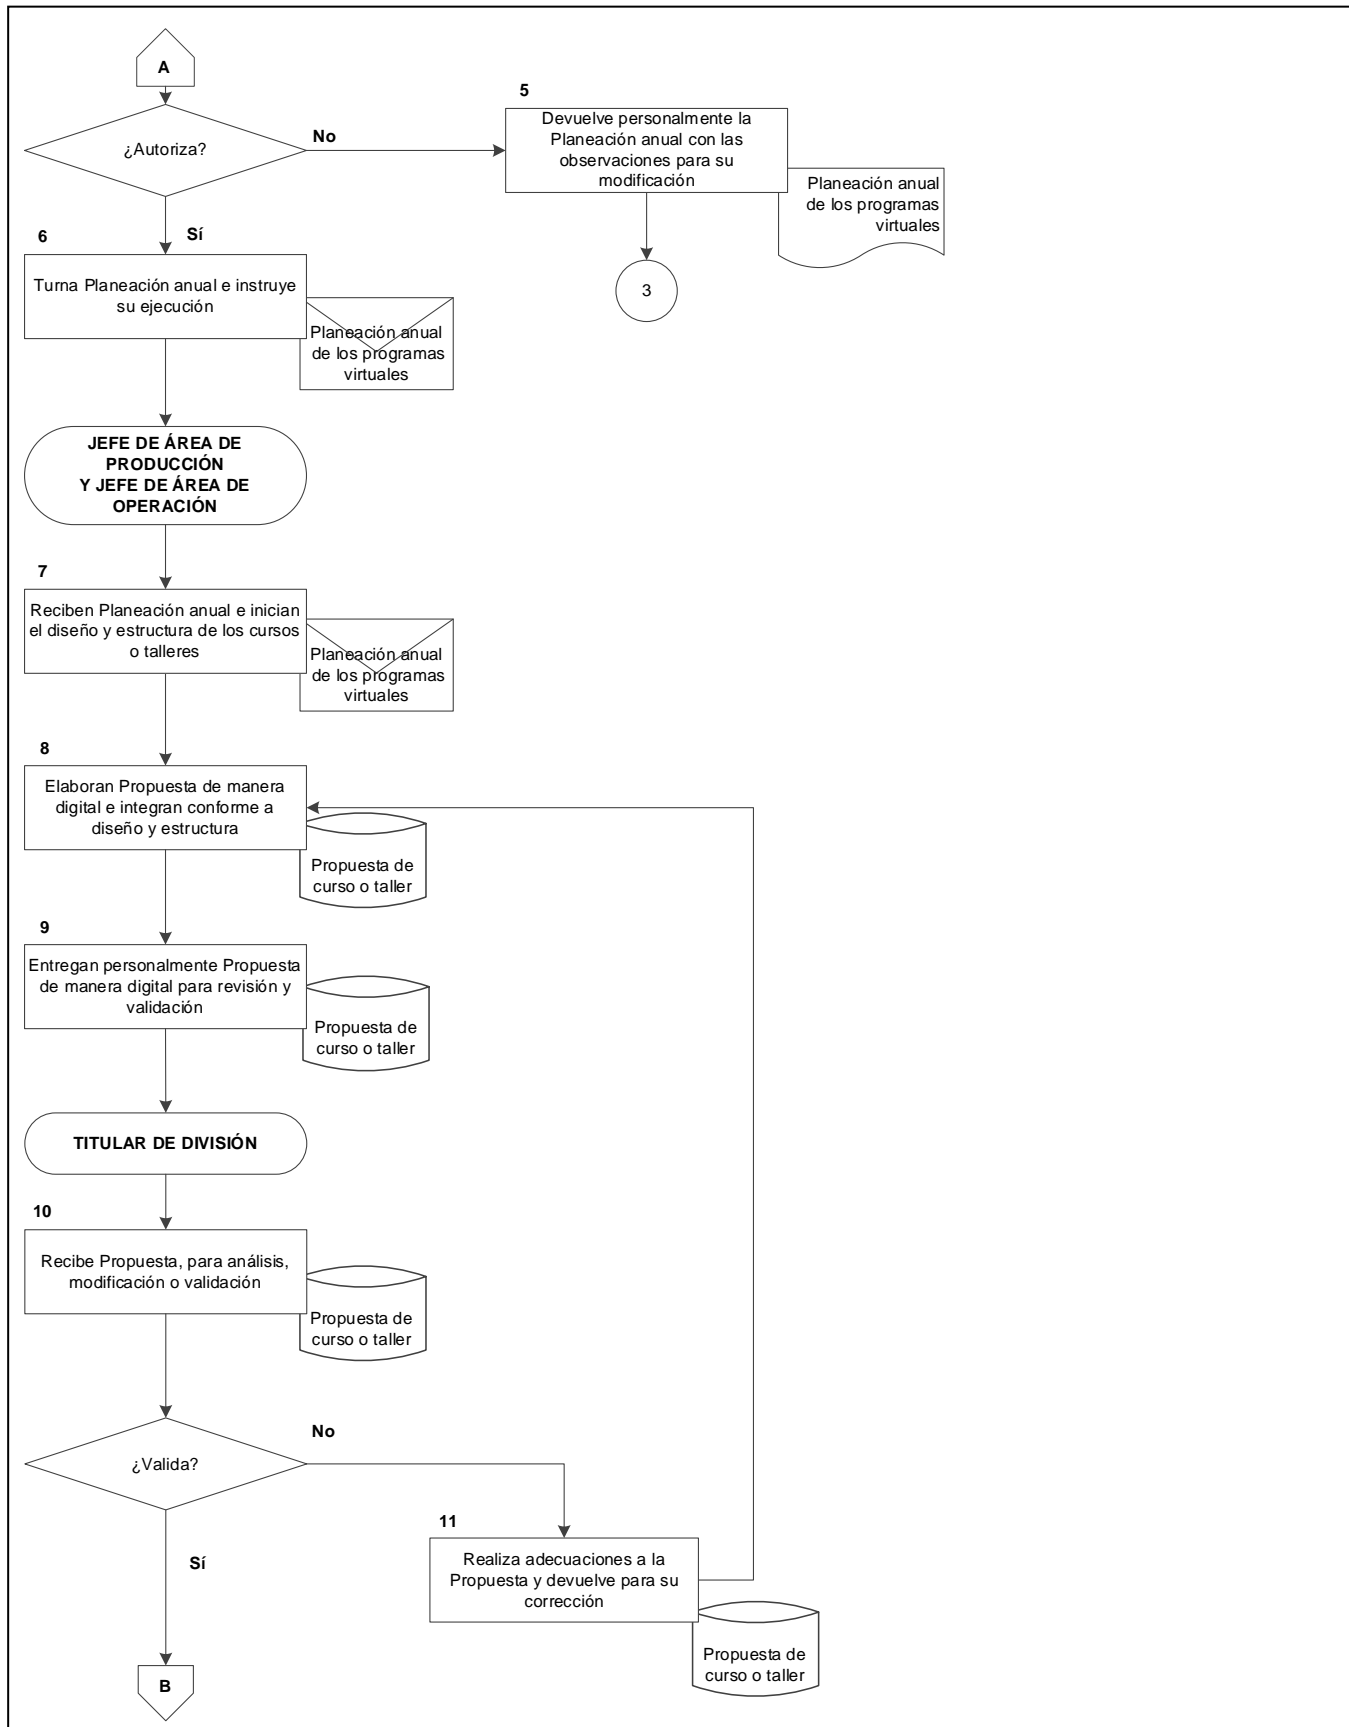 A
¿Autoriza?
No
5
Devuelve personalmente la
Planeación anual con las
observaciones para su
modificación
Planeación anual
de los programas
virtuales
3
Sí
6
Turna Planeación anual e instruye
su ejecución
Planeación anual
de los programas
virtuales
JEFE DE ÁREA DE
PRODUCCIÓN
Y JEFE DE ÁREA DE
OPERACIÓN
7
Reciben Planeación anual e inician
el diseño y estructura de los cursos
o talleres
Planeación anual
de los programas
virtuales
8
Elaboran Propuesta de manera
digital e integran conforme a
diseño y estructura
Propuesta de
curso o taller
9
Entregan personalmente Propuesta
de manera digital para revisión y
validación
Propuesta de
curso o taller
TITULAR DE DIVISIÓN
10
Recibe Propuesta, para análisis,
modificación o validación
Propuesta de
curso o taller
¿Valida?
No
11
Realiza adecuaciones a la
Propuesta y devuelve para su
corrección
Propuesta de
curso o taller
Sí
B